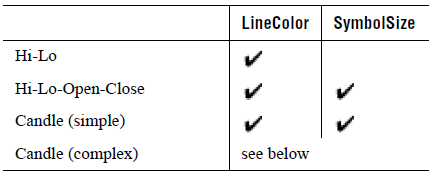 LineColor SymbolSize
Hi-Lo ✔
Hi-Lo-Open-Close ✔ ✔
Candle (simple) ✔ ✔
Candle (complex) see below